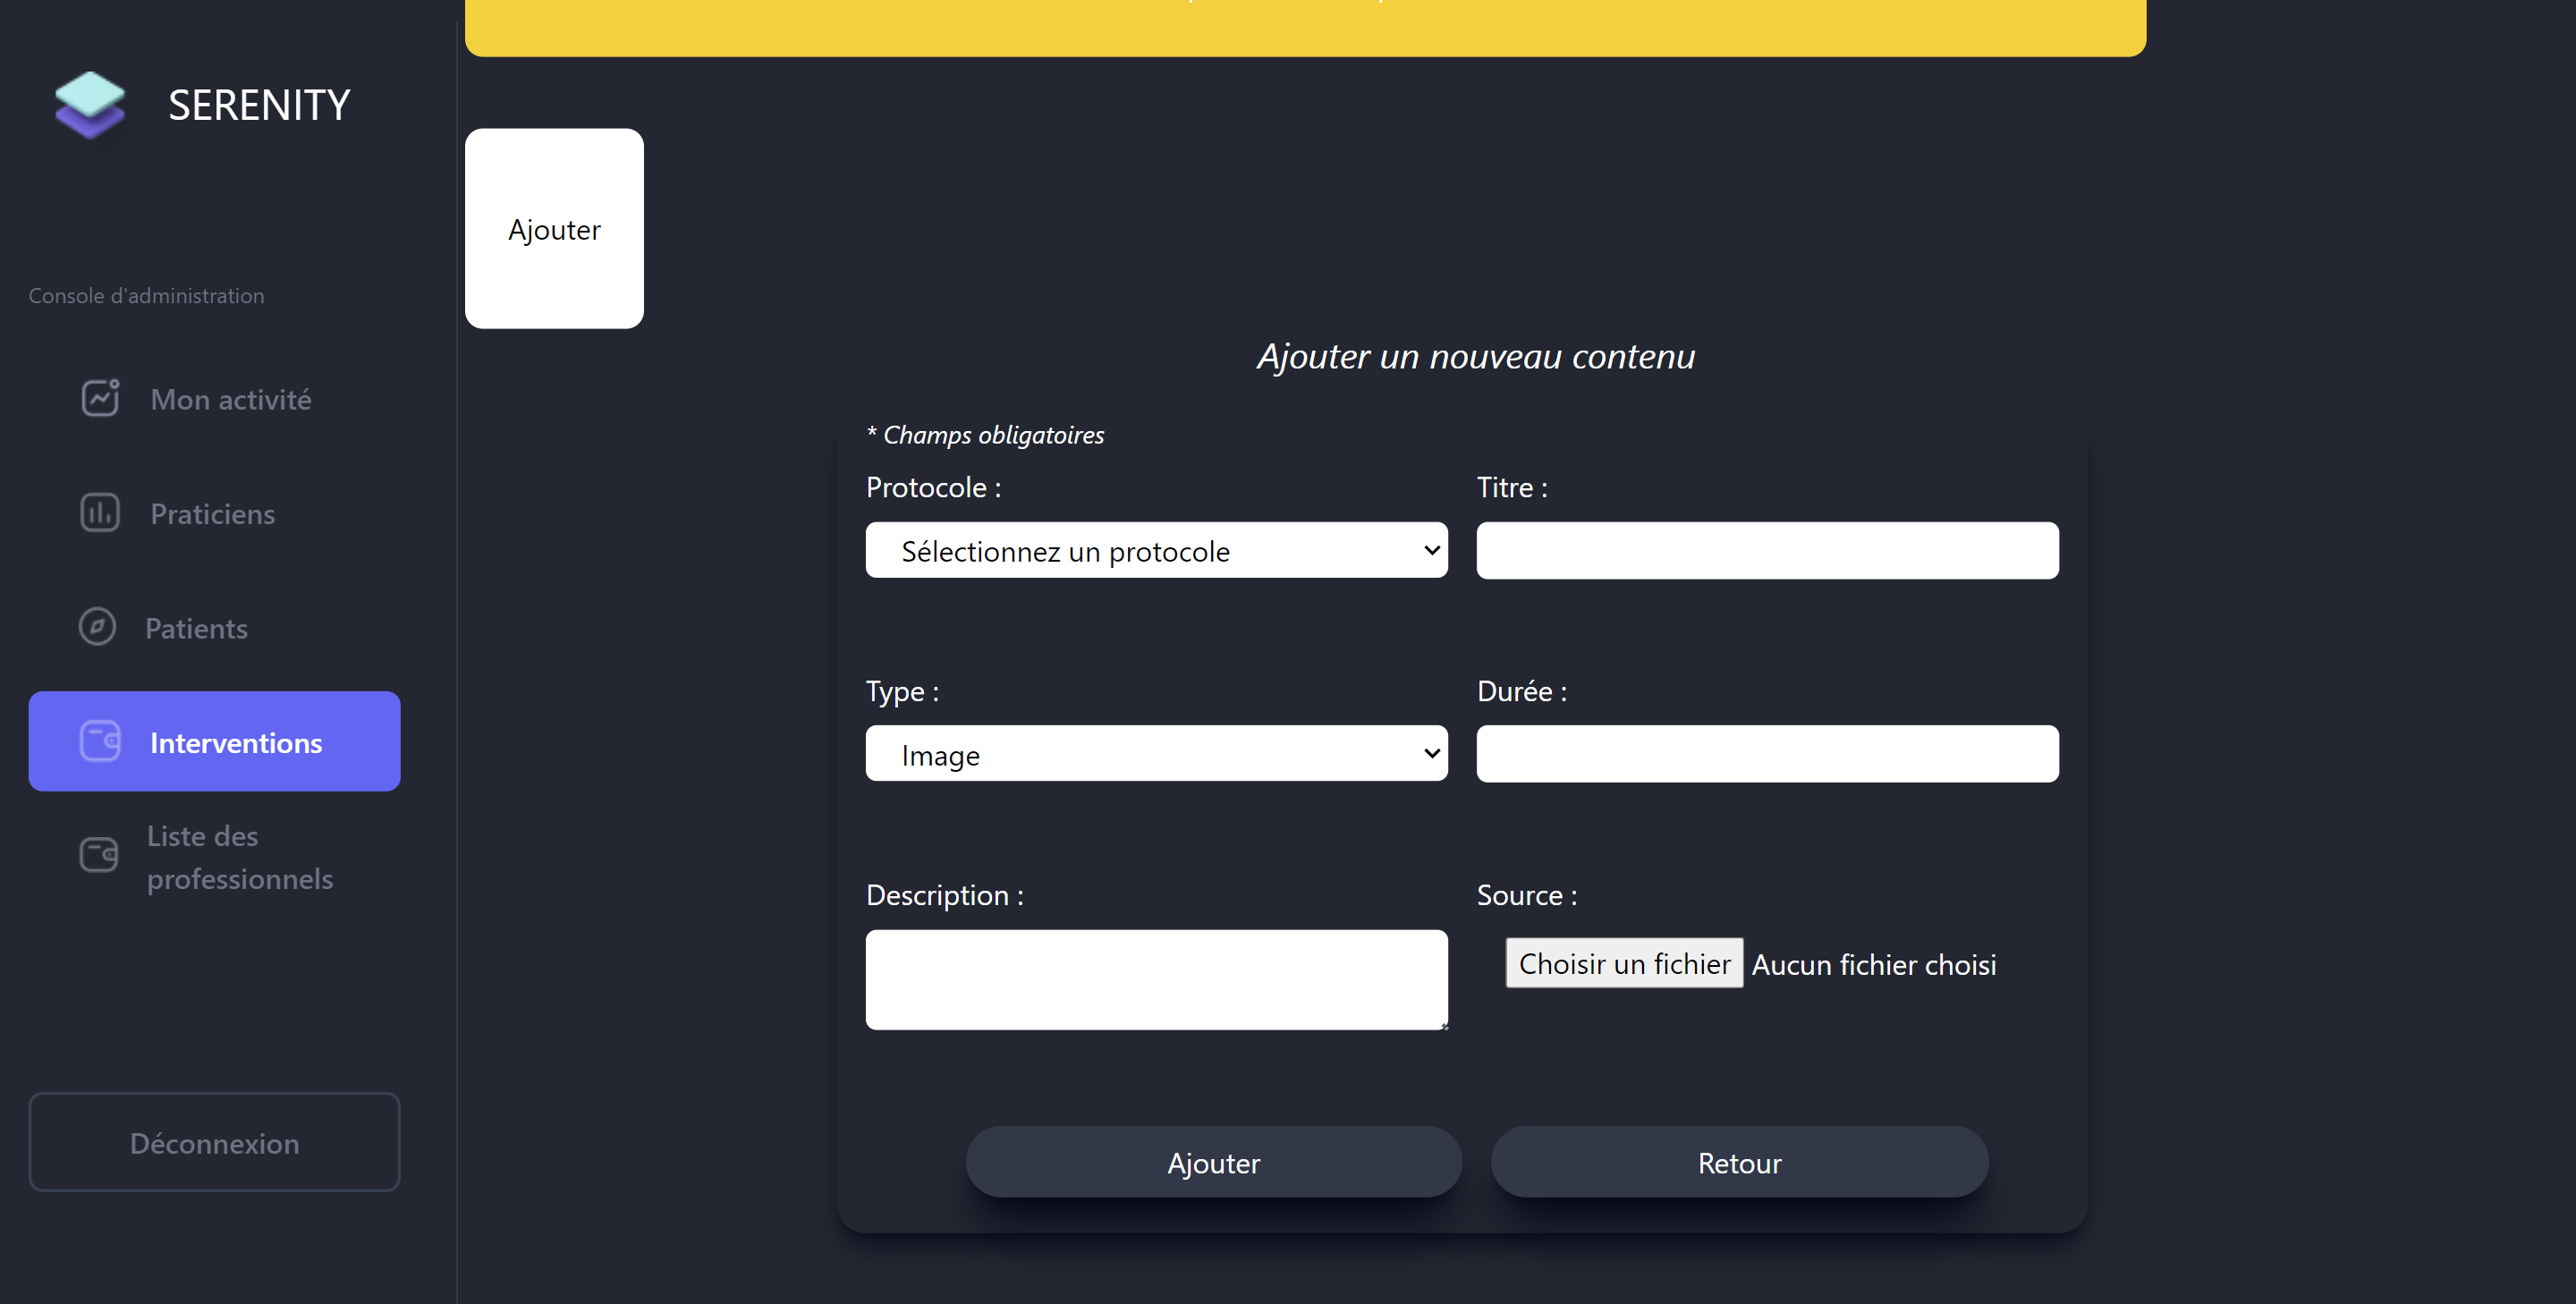 SERENITY
Console d'administration
Mon activité
Praticiens
Patients
Interventions
Liste des
professionnels
Déconnexion
Ajouter
Ajouter un nouveau contenu
* Champs obligatoires
Protocole :
Titre :
Sélectionnez un protocole
Type :
Durée :
Image
Description :
Source :
Choisir un fichier Aucun fichier choisi
Ajouter
Retour